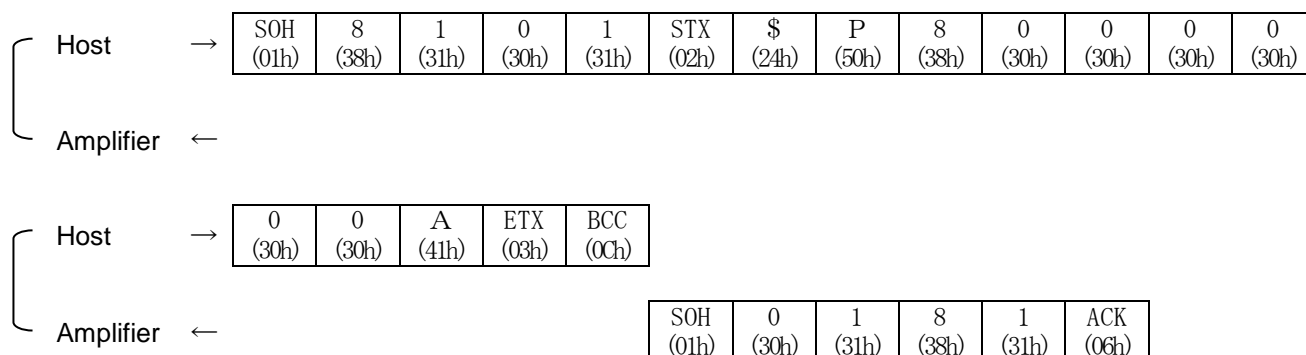 Host → SOH 8 1 0 1 STX $ P 8 0 0 0 0
(01h) (38h) (31h) (30h) (31h) (02h) (24h) (50h) (38h) (30h) (30h) (30h) (30h)
Amplifier ←
Host → 0 0 A ETX BCC
(30h) (30h) (41h) (03h) (0Ch)
SOH 0 1 8 1 ACK
Amplifier ← (01h) (30h) (31h) (38h) (31h) (06h)